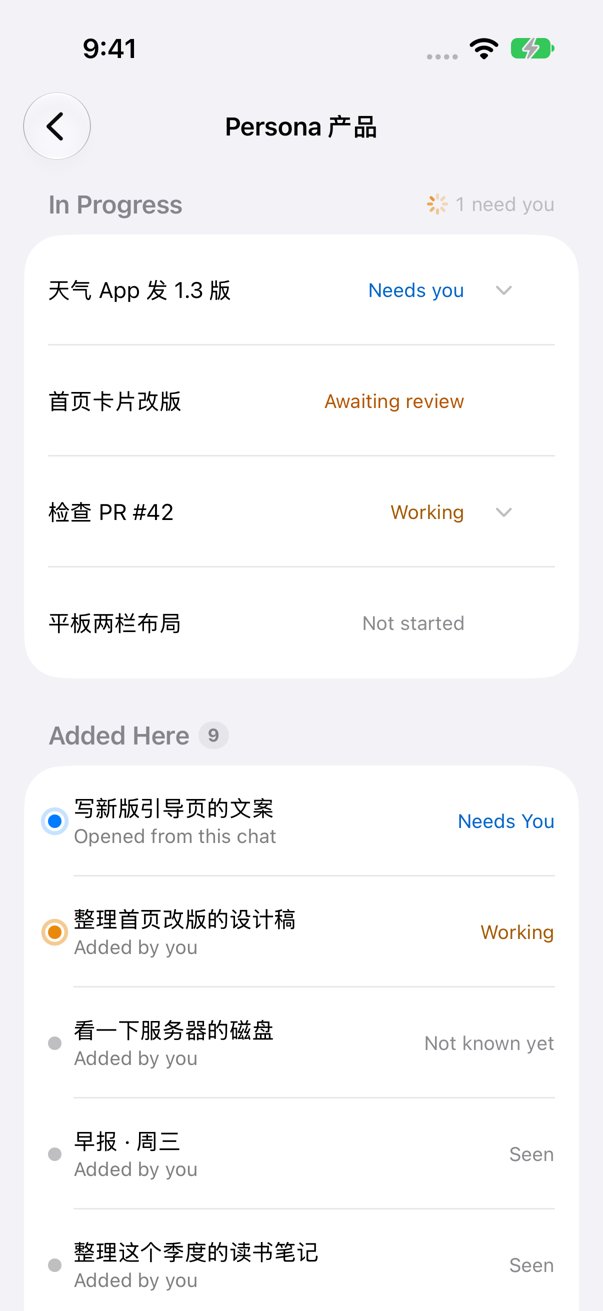 9:41
Persona 产品
In Progress
1 need you
天气 App 发 1.3 版
Needs you
首页卡片改版
Awaiting review
检查 PR #42
Working
平板两栏布局
Not started
Added Here 9
写新版引导页的文案
Opened from this chat
Needs You
整理首页改版的设计稿
Added by you
Working
看一下服务器的磁盘
Added by you
Not known yet
早报 · 周三
Added by you
Seen
整理这个季度的读书笔记
Added by you
Seen